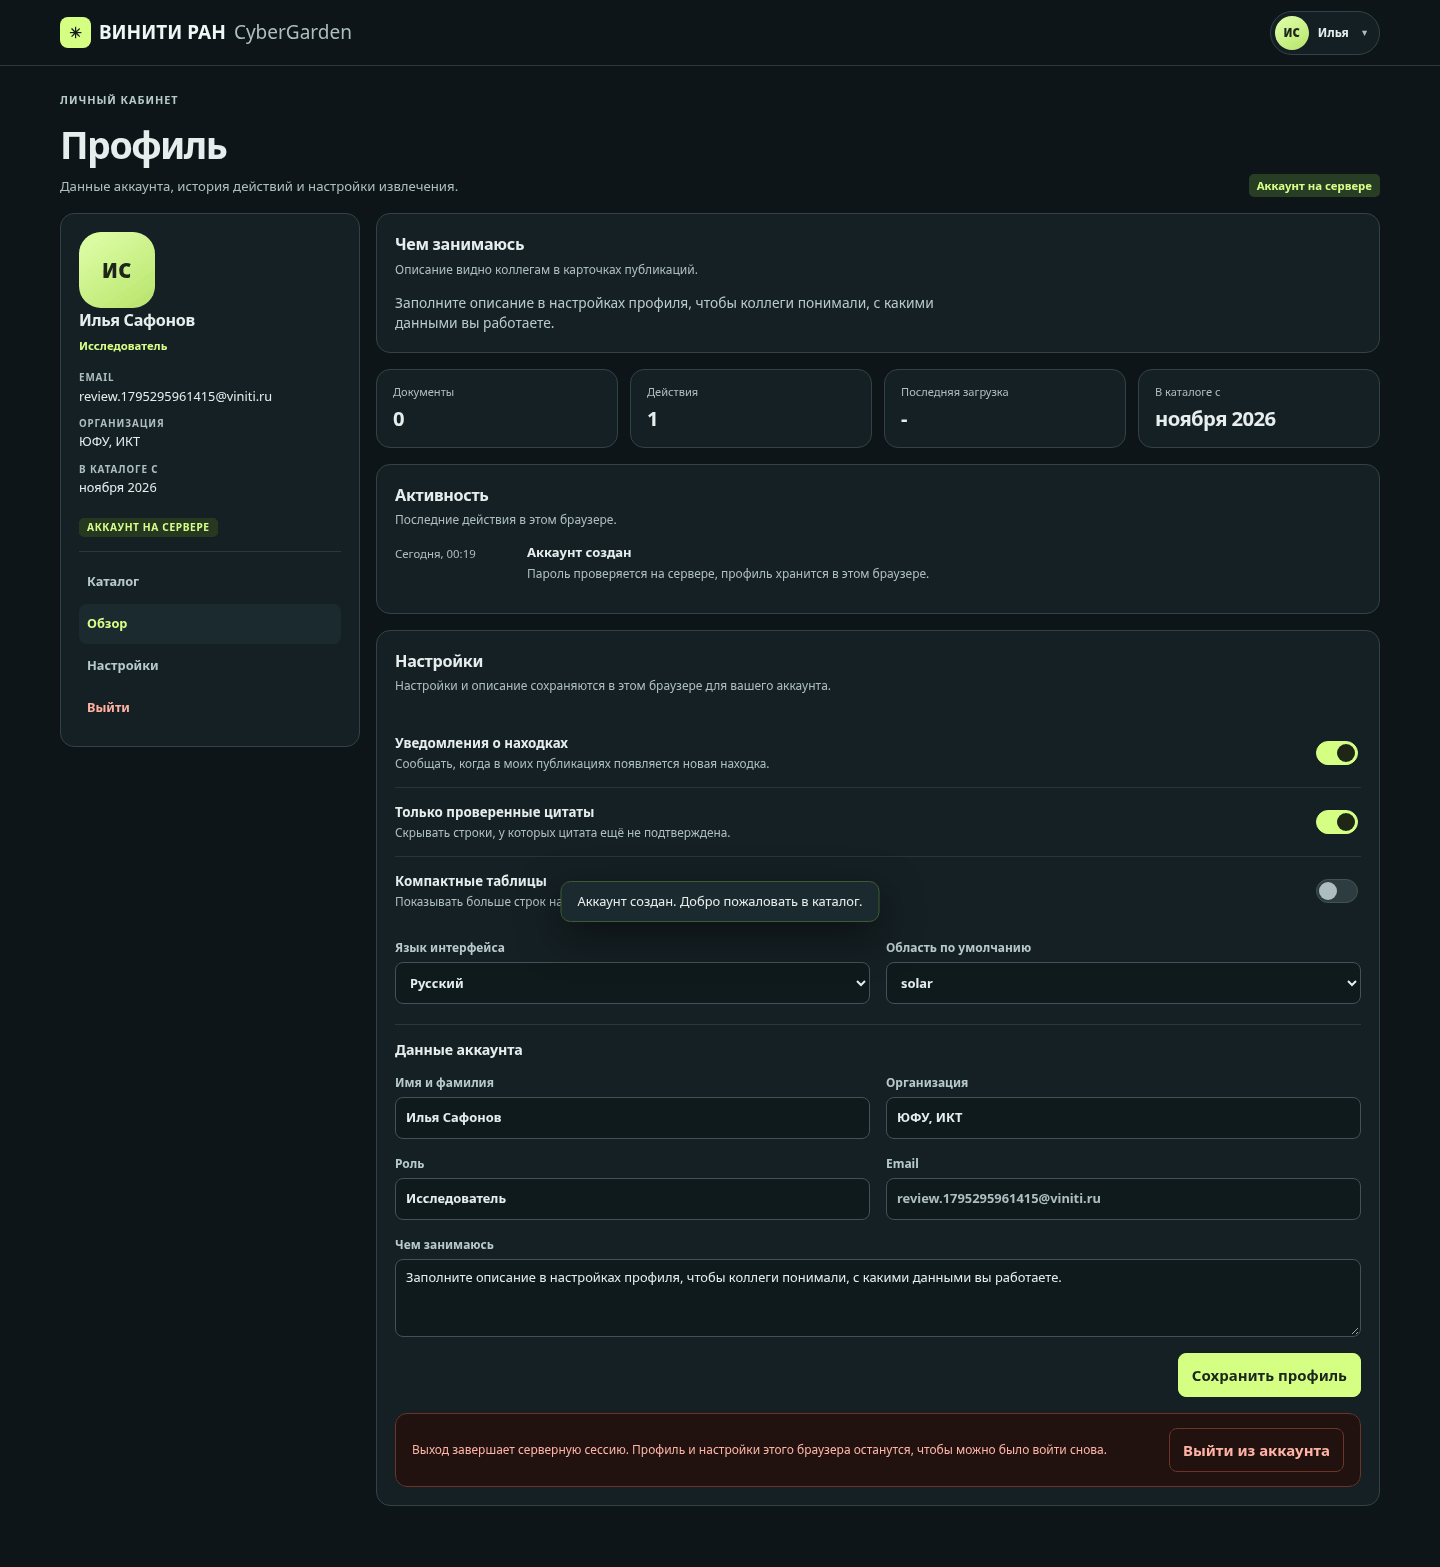 ✳ ВИНИТИ РАН CyberGarden
ИС Илья ▾
ЛИЧНЫЙ КАБИНЕТ
Профиль
Данные аккаунта, история действий и настройки извлечения.
Аккаунт на сервере
ИС
Илья Сафонов
Исследователь
EMAIL
review.1795295961415@viniti.ru
ОРГАНИЗАЦИЯ
ЮФУ, ИКТ
В КАТАЛОГЕ С
ноября 2026
АККАУНТ НА СЕРВЕРЕ
Каталог
Обзор
Настройки
Выйти
Чем занимаюсь
Описание видно коллегам в карточках публикаций.
Заполните описание в настройках профиля, чтобы коллеги понимали, с какими
данными вы работаете.
Документы
0
Действия
1
Последняя загрузка
-
В каталоге с
ноября 2026
Активность
Последние действия в этом браузере.
Сегодня, 00:19
Аккаунт создан
Пароль проверяется на сервере, профиль хранится в этом браузере.
Настройки
Настройки и описание сохраняются в этом браузере для вашего аккаунта.
Уведомления о находках
Сообщать, когда в моих публикациях появляется новая находка.
Только проверенные цитаты
Скрывать строки, у которых цитата ещё не подтверждена.
Компактные таблицы
Показывать больше строк на
Аккаунт создан. Добро пожаловать в каталог.
Язык интерфейса
Русский
Область по умолчанию
solar
Данные аккаунта
Имя и фамилия
Илья Сафонов
Организация
ЮФУ, ИКТ
Роль
Исследователь
Email
review.1795295961415@viniti.ru
Чем занимаюсь
Заполните описание в настройках профиля, чтобы коллеги понимали, с какими данными вы работаете.
Сохранить профиль
Выход завершает серверную сессию. Профиль и настройки этого браузера останутся, чтобы можно было войти снова.
Выйти из аккаунта